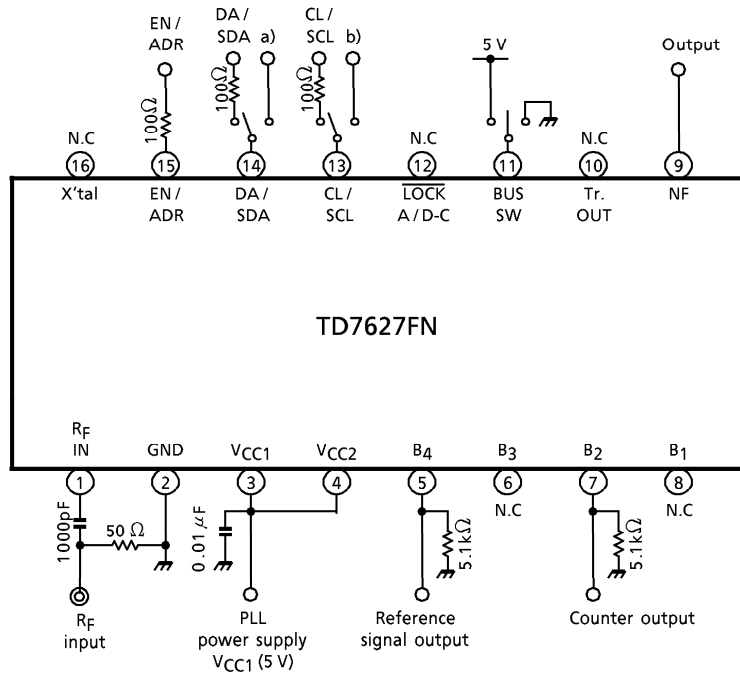 EN /
ADR
DA /
SDA a)
CL /
SCL b)
5 V
Output
100Ω
100Ω
100Ω
N.C
N.C
N.C
16
15
14
13
12
11
10
9
X'tal
EN /
ADR
DA /
SDA
CL /
SCL
LOCK
A / D-C
BUS
SW
Tr.
OUT
NF
TD7627FN
RF
IN
GND
VCC1
VCC2
B4
B3
B2
B1
1
2
3
4
5
6
7
8
N.C
N.C
1000pF
50 Ω
0.01 μF
5.1kΩ
5.1kΩ
RF
input
PLL
power supply
VCC1 (5 V)
Reference
signal output
Counter output